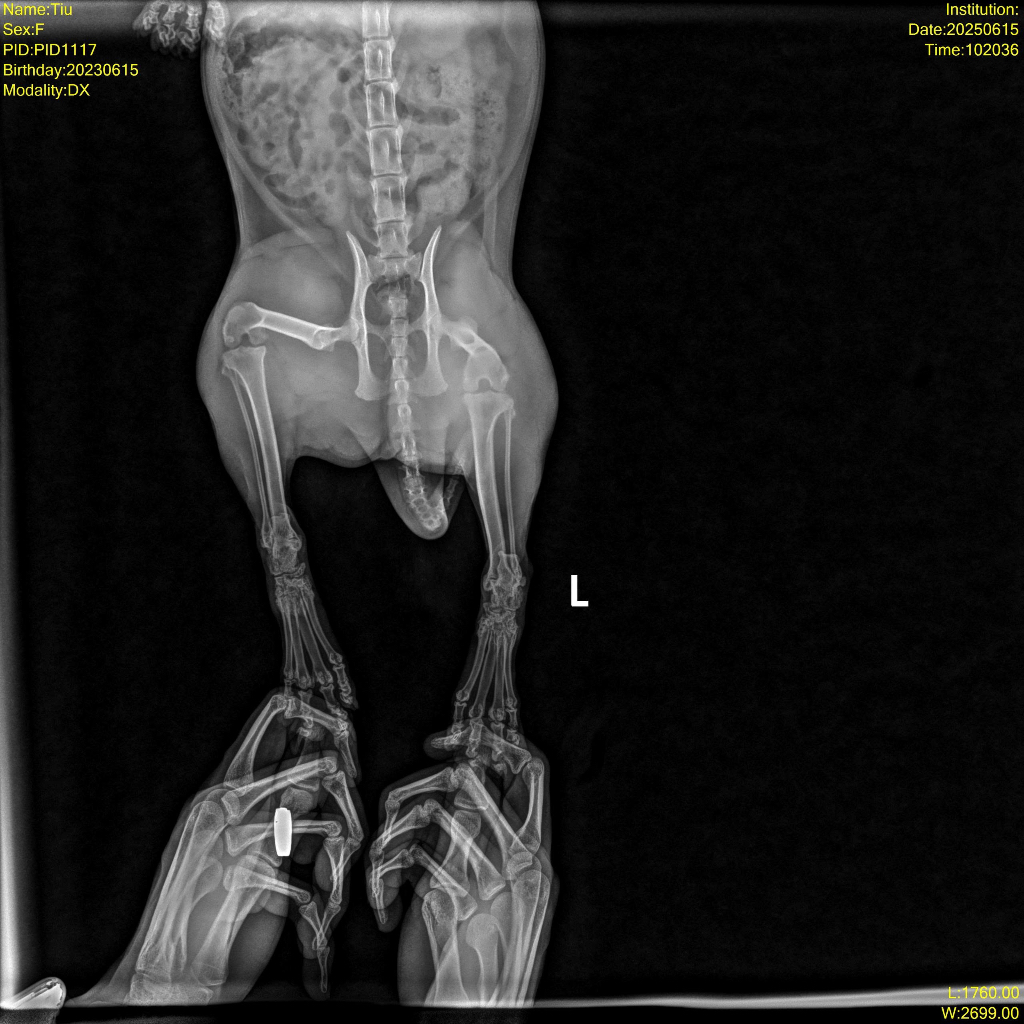 Name:Tiu
Sex:F
PID:PID1117
Birthday:20230615
Modality:DX
Institution:
Date:20250615
Time:102036
L
L:1760.00
W:2699.00